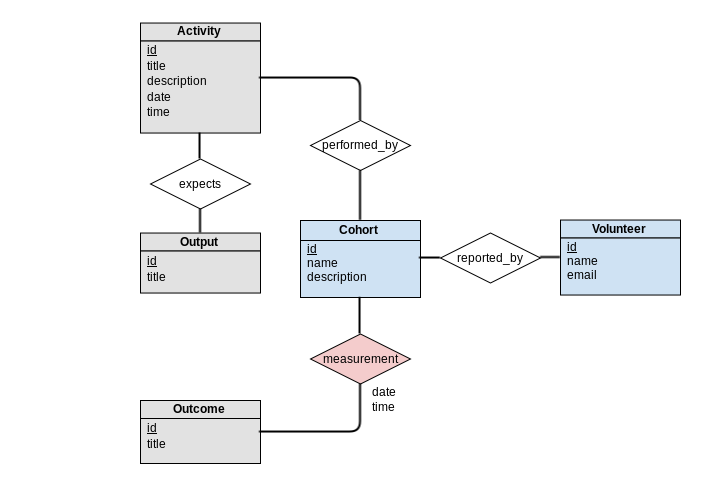 Activity
id
title
description
date
time
performed_by
expects
Output
id
title
Cohort
id
name
description
reported_by
Volunteer
id
name
email
measurement
date
time
Outcome
id
title